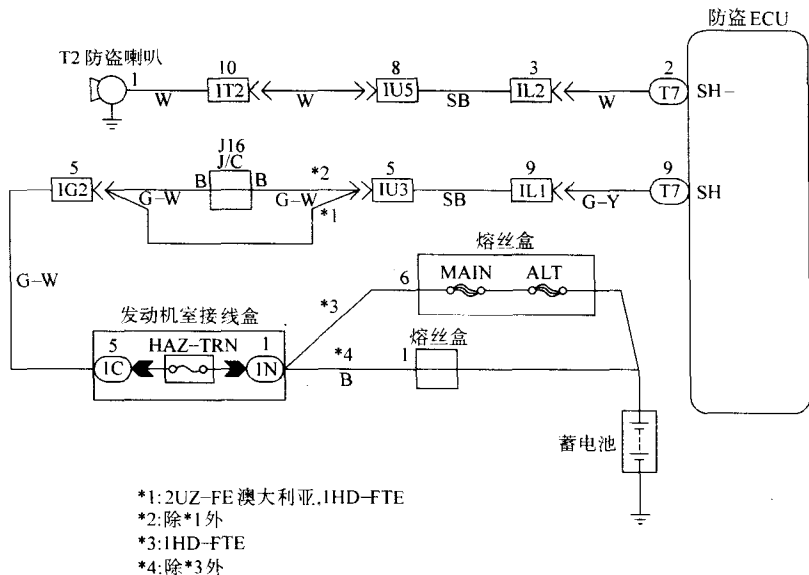 防盗ECU
T2 防盗喇叭
1 W 10 1T2 W 8 IU5 SB 3 IL2 W 2 T7 SH-
J16
J/C
5 1G2 G-W B B G-W *2 *1 5 IU3 SB 9 IL1 G-Y 9 T7 SH
G-W
熔丝盒
6 MAIN ALT
*3
发动机室接线盒
5 1C HAZ-TRN 1 1N
*4
B
熔丝盒
1
蓄电池
*1:2UZ-FE 澳大利亚,1HD-FTE
*2:除*1外
*3:1HD-FTE
*4:除*3外